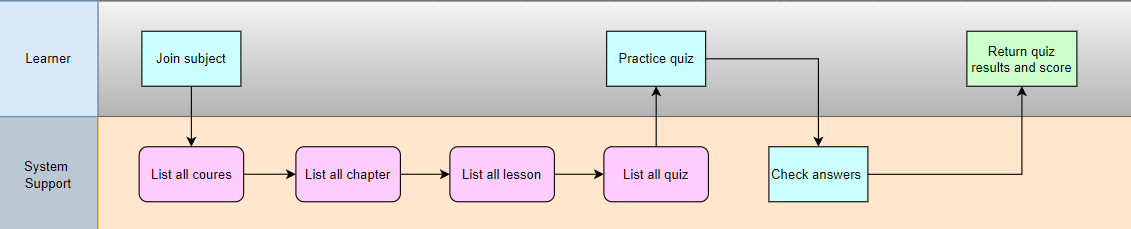 Learner
Join subject
Practice quiz
Return quiz
results and score
System
Support
List all coures
List all chapter
List all lesson
List all quiz
Check answers